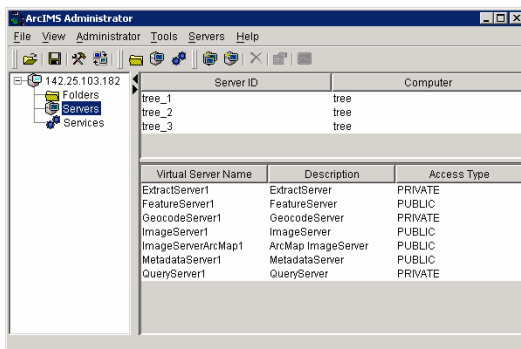 ArcIMS Administrator
File View Administrator Tools Servers Help
142.25.103.182
Folders
Servers
Services
Server ID Computer
tree_1 tree
tree_2 tree
tree_3 tree
Virtual Server Name Description Access Type
ExtractServer1 ExtractServer PRIVATE
FeatureServer1 FeatureServer PUBLIC
GeocodeServer1 GeocodeServer PRIVATE
ImageServer1 ImageServer PUBLIC
ImageServerArcMap1 ArcMap ImageServer PUBLIC
MetadataServer1 MetadataServer PUBLIC
QueryServer1 QueryServer PRIVATE